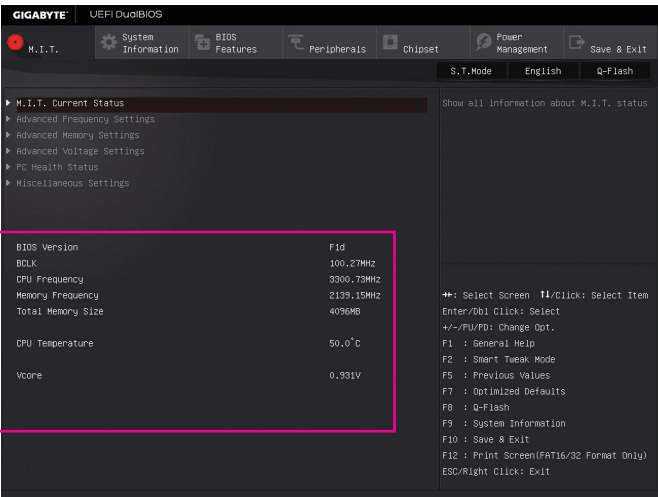 GIGABYTE™ UEFI DualBIOS
M.I.T. System Information BIOS Features Peripherals Chipset Power Management Save & Exit
S.T.Mode English Q-Flash
M.I.T. Current Status
Advanced Frequency Settings
Advanced Memory Settings
Advanced Voltage Settings
PC Health Status
Miscellaneous Settings
Show all information about M.I.T. status
BIOS Version F1d
BCLK 100.27MHz
CPU Frequency 3300.73MHz
Memory Frequency 2139.15MHz
Total Memory Size 4096MB
CPU Temperature 50.0°C
Vcore 0.931V
→←: Select Screen ↑↓/Click: Select Item
Enter/Dbl Click: Select
+/-/PU/PD: Change Opt.
F1 : General Help
F2 : Smart Tweak Mode
F5 : Previous Values
F7 : Optimized Defaults
F8 : Q-Flash
F9 : System Information
F10 : Save & Exit
F12 : Print Screen(FAT16/32 Format Only)
ESC/Right Click: Exit